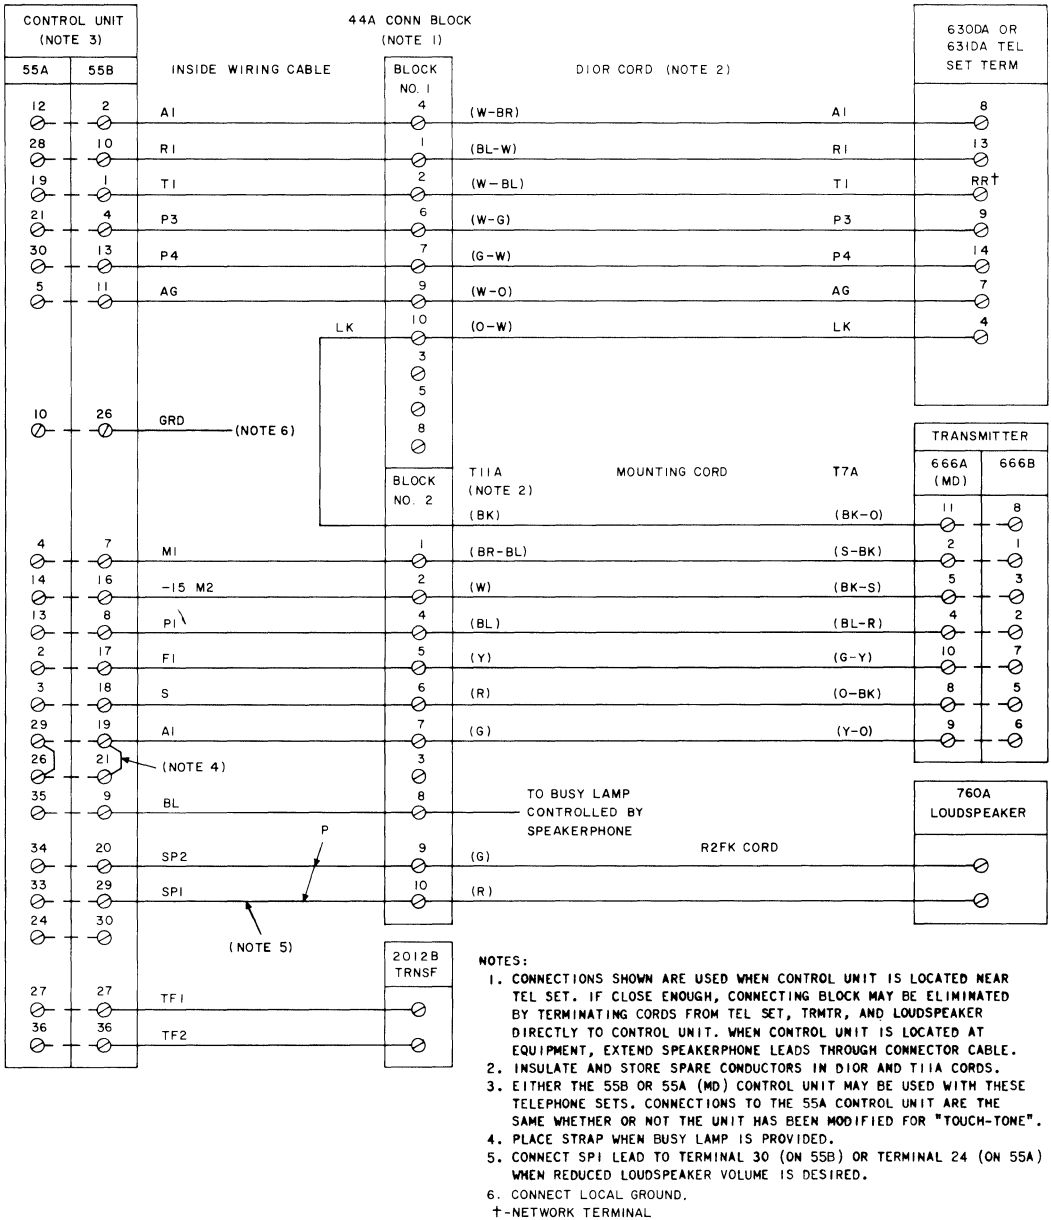 CONTROL UNIT
(NOTE 3)
44A CONN BLOCK
(NOTE 1)
630DA OR
631DA TEL
SET TERM
55A 55B INSIDE WIRING CABLE BLOCK NO. 1 D10R CORD (NOTE 2)
12 2 A1 4 (W-BR) A1 8
28 10 R1 1 (BL-W) R1 13
19 1 T1 2 (W-BL) T1 RR†
21 4 P3 6 (W-G) P3 9
30 13 P4 7 (G-W) P4 14
5 11 AG 9 (W-O) AG 7
LK 10 (O-W) LK 4
3
5
8
10 26 GRD (NOTE 6)
TRANSMITTER
666A (MD) 666B
BLOCK NO. 2
T11A (NOTE 2) MOUNTING CORD T7A
(BK) (BK-O) 11 8
4 7 M1 1 (BR-BL) (S-BK) 2 1
14 16 -15 M2 2 (W) (BK-S) 5 3
13 8 P1 4 (BL) (BL-R) 4 2
2 17 F1 5 (Y) (G-Y) 10 7
3 18 S 6 (R) (O-BK) 8 5
29 19 A1 7 (G) (Y-O) 9 6
26 21 (NOTE 4) 3
35 9 BL 8
TO BUSY LAMP
CONTROLLED BY
SPEAKERPHONE
760A
LOUDSPEAKER
P
34 20 SP2 9 (G) R2FK CORD
33 29 SP1 10 (R)
24 30
(NOTE 5)
2012B
TRNSF
27 27 TF1
36 36 TF2
NOTES:
1. CONNECTIONS SHOWN ARE USED WHEN CONTROL UNIT IS LOCATED NEAR
TEL SET. IF CLOSE ENOUGH, CONNECTING BLOCK MAY BE ELIMINATED
BY TERMINATING CORDS FROM TEL SET, TRMTR, AND LOUDSPEAKER
DIRECTLY TO CONTROL UNIT. WHEN CONTROL UNIT IS LOCATED AT
EQUIPMENT, EXTEND SPEAKERPHONE LEADS THROUGH CONNECTOR CABLE.
2. INSULATE AND STORE SPARE CONDUCTORS IN D10R AND T11A CORDS.
3. EITHER THE 55B OR 55A (MD) CONTROL UNIT MAY BE USED WITH THESE
TELEPHONE SETS. CONNECTIONS TO THE 55A CONTROL UNIT ARE THE
SAME WHETHER OR NOT THE UNIT HAS BEEN MODIFIED FOR "TOUCH-TONE".
4. PLACE STRAP WHEN BUSY LAMP IS PROVIDED.
5. CONNECT SP1 LEAD TO TERMINAL 30 (ON 55B) OR TERMINAL 24 (ON 55A)
WHEN REDUCED LOUDSPEAKER VOLUME IS DESIRED.
6. CONNECT LOCAL GROUND.
†-NETWORK TERMINAL